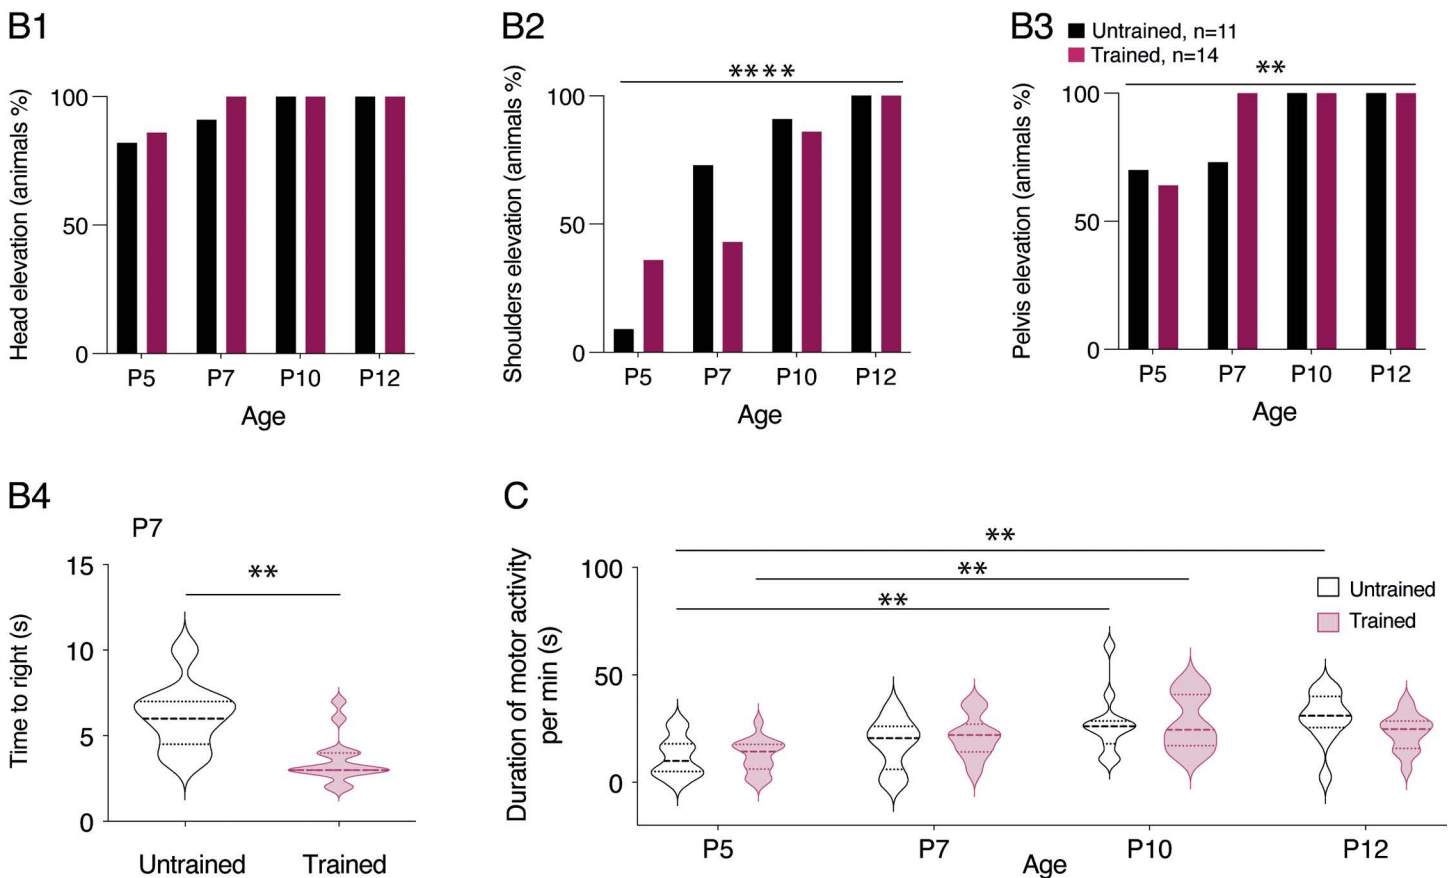 B1
Head elevation (animals %)
100
50
0
P5 P7 P10 P12
Age
B2
Shoulders elevation (animals %)
****
100
50
0
P5 P7 P10 P12
Age
B3
Untrained, n=11
Trained, n=14
Pelvis elevation (animals %)
**
100
50
0
P5 P7 P10 P12
Age
B4
P7
Time to right (s)
**
15
10
5
0
Untrained Trained
C
Duration of motor activity
per min (s)
**
**
**
100
50
0
Untrained
Trained
P5 P7 P10 P12
Age